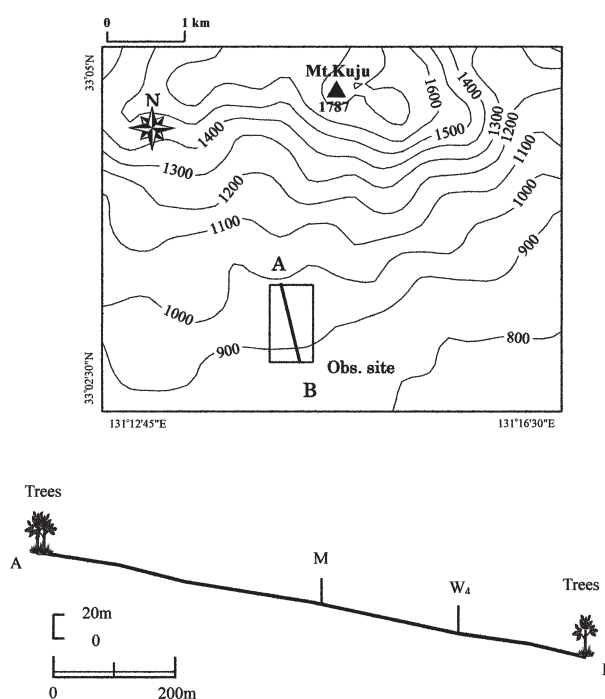 0 1 km
33°05'N
Mt.Kuju
1787
N
1600
1400
1500
1300
1200
1100
1000
900
1400
1300
1200
1100
1000
900
800
A
Obs. site
B
33°02'30"N
131°12'45"E 131°16'30"E
Trees
A
M
W₄
Trees
20m
0
0 200m